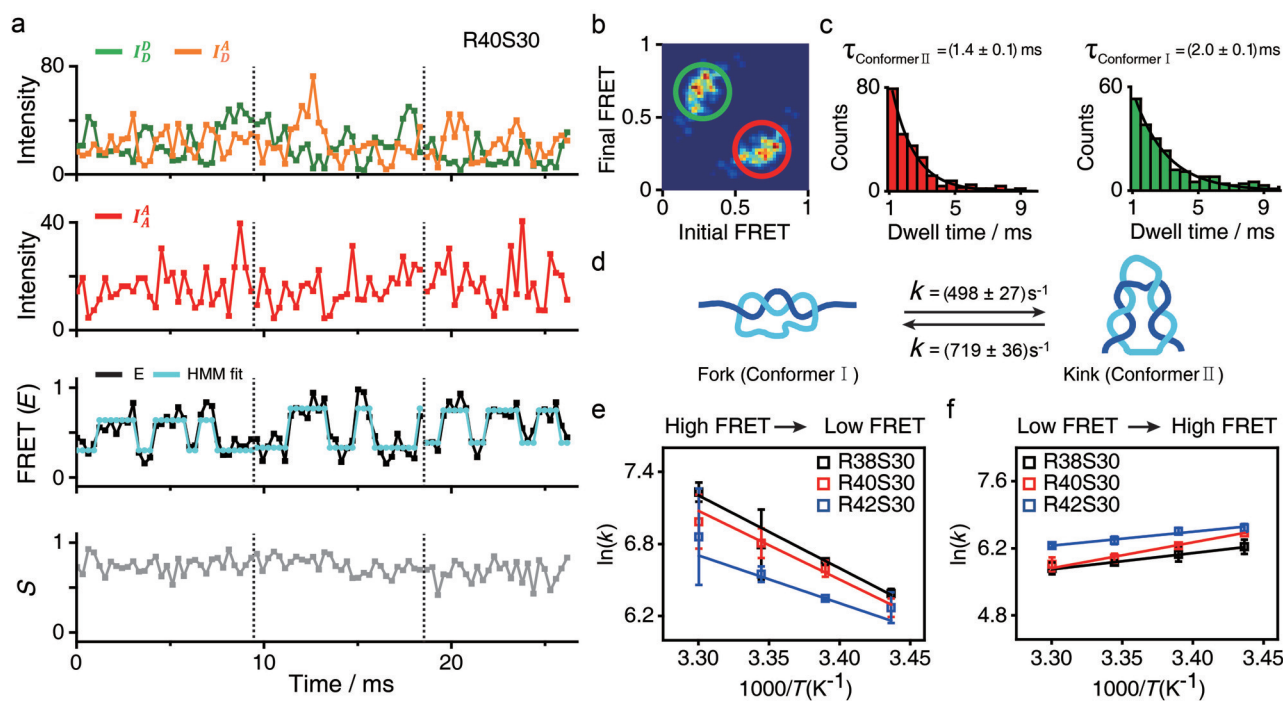 a
R40S30
I_D^D I_D^A
80
0
Intensity
I_A^A
40
0
Intensity
E HMM fit
1
0
FRET (E)
1
0
S
0 10 20
Time / ms
b
1
0.5
0
Final FRET
0 0.5 1
Initial FRET
c
τ_Conformer II = (1.4 ± 0.1) ms
80
0
Counts
1 5 9
Dwell time / ms
τ_Conformer I = (2.0 ± 0.1) ms
60
0
Counts
1 5 9
Dwell time / ms
d
k = (498 ± 27) s⁻¹
k = (719 ± 36) s⁻¹
Fork (Conformer I)
Kink (Conformer II)
e
High FRET → Low FRET
R38S30
R40S30
R42S30
7.4
6.8
6.2
ln(k)
3.30 3.35 3.40 3.45
1000/T(K⁻¹)
f
Low FRET → High FRET
R38S30
R40S30
R42S30
7.6
6.2
4.8
ln(k)
3.30 3.35 3.40 3.45
1000/T(K⁻¹)